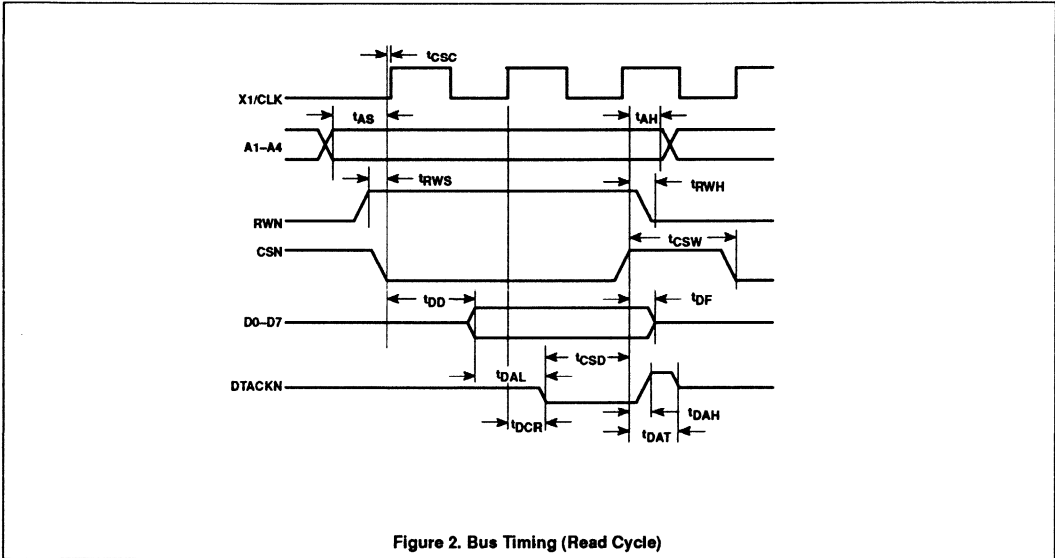 tCSC
X1/CLK
tAS
tAH
A1–A4
tRWS
tRWH
RWN
CSN
tCSW
tDD
tDF
D0–D7
tCSD
DTACKN
tDAL
tDAH
tDCR
tDAT
Figure 2. Bus Timing (Read Cycle)